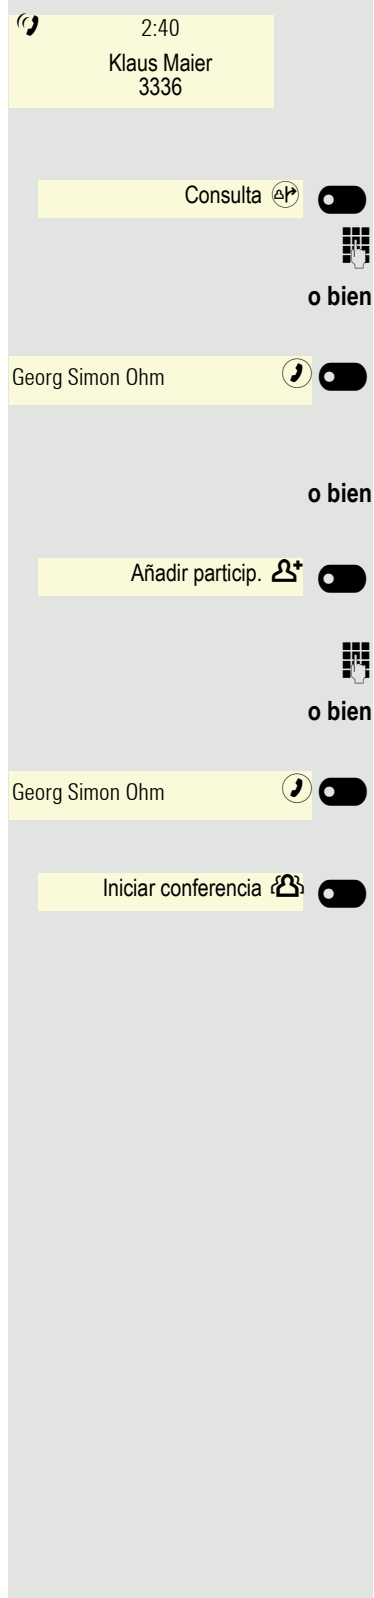 2:40
Klaus Maier
3336
Consulta
o bien
Georg Simon Ohm
o bien
Añadir particip.
o bien
Georg Simon Ohm
Iniciar conferencia